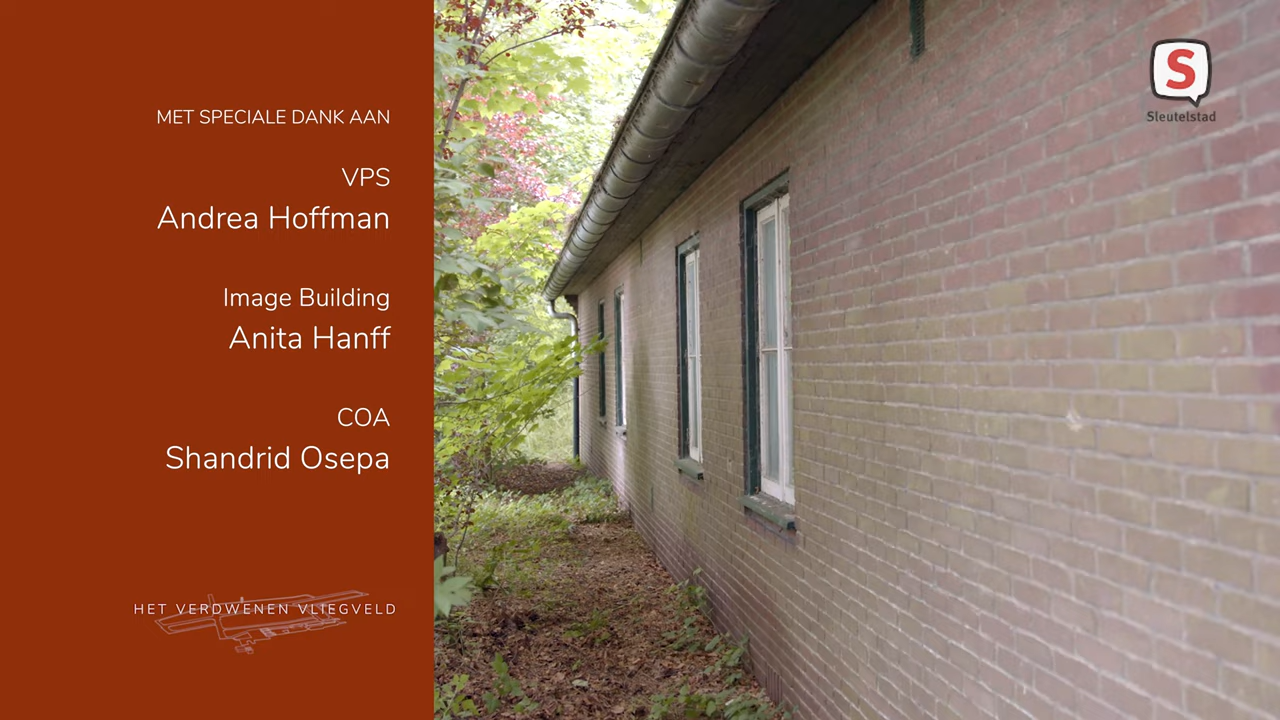 MET SPECIALE DANK AAN
VPS
Andrea Hoffman
Image Building
Anita Hanff
COA
Shandrid Osepa
HET VERDWENEN VLIEGVELD
S
Sleutelstad